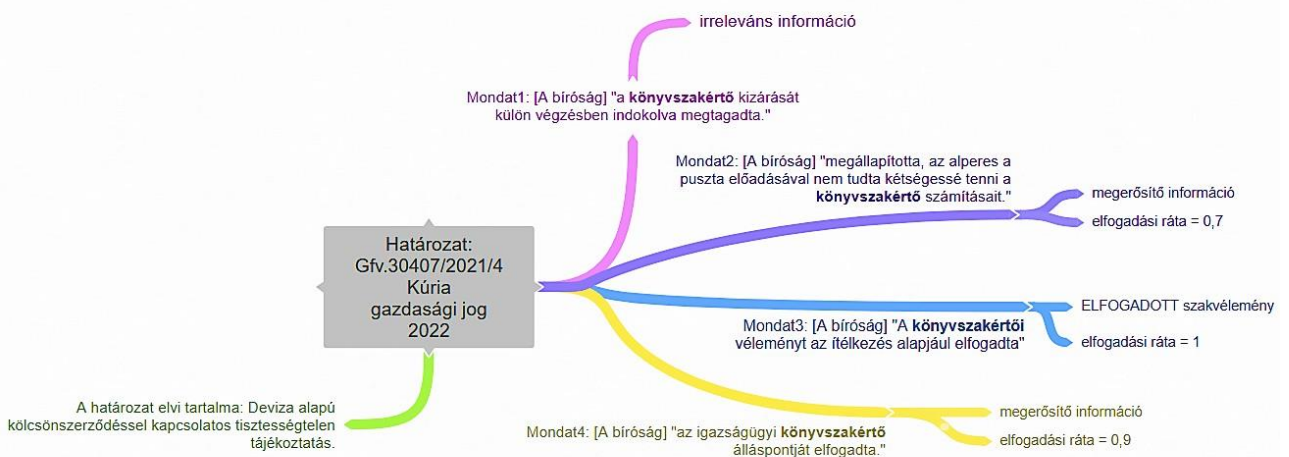 irreleváns információ
Mondat1: [A bíróság] "a könyvszakértő kizárását
külön végzésben indokolva megtagadta."
Mondat2: [A bíróság] "megállapította, az alperes a
puszta előadásával nem tudta kétségessé tenni a
könyvszakértő számításait."
megerősítő információ
elfogadási ráta = 0,7
Határozat:
Gfv.30407/2021/4
Kúria
gazdasági jog
2022
Mondat3: [A bíróság] "A könyvszakértői
véleményt az ítélkezés alapjául elfogadta"
ELFOGADOTT szakvélemény
elfogadási ráta = 1
A határozat elvi tartalma: Deviza alapú
kölcsönszerződéssel kapcsolatos tisztességtelen
tájékoztatás.
Mondat4: [A bíróság] "az igazságügyi könyvszakértő
álláspontját elfogadta."
megerősítő információ
elfogadási ráta = 0,9